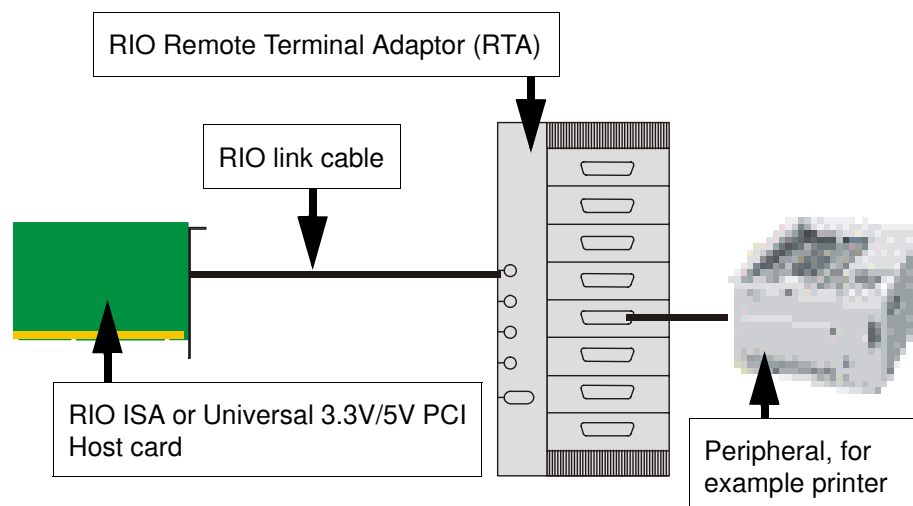 RIO Remote Terminal Adaptor (RTA)
RIO link cable
RIO ISA or Universal 3.3V/5V PCI
Host card
Peripheral, for
example printer